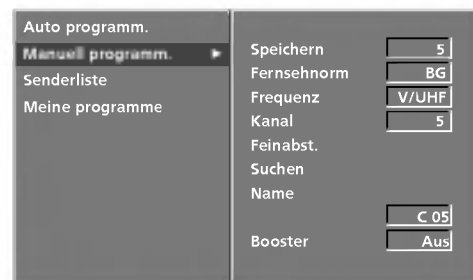 Auto programm.
Manuell programm.
Senderliste
Meine programme
Speichern 5
Fernsehnorm BG
Frequenz V/UHF
Kanal 5
Feinabst.
Suchen
Name
C 05
Booster Aus